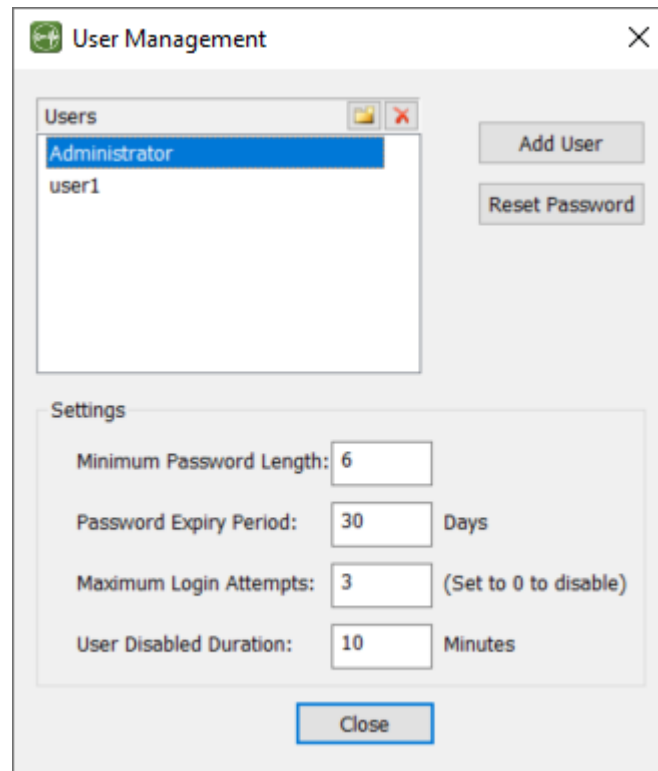 User Management
Users
Administrator
user1
Add User
Reset Password
Settings
Minimum Password Length: 6
Password Expiry Period: 30 Days
Maximum Login Attempts: 3 (Set to 0 to disable)
User Disabled Duration: 10 Minutes
Close